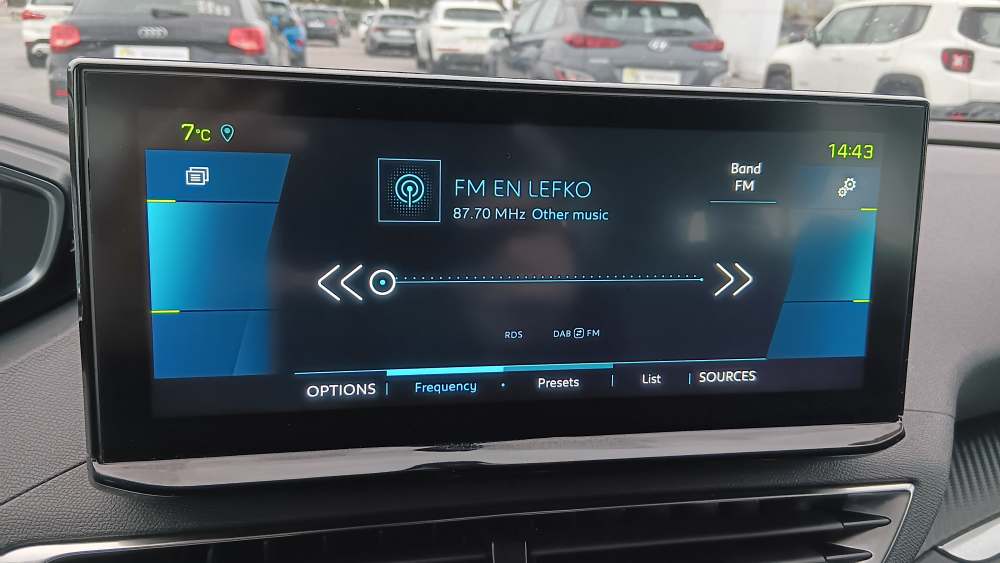 7°C
14:43
Band
FM
FM EN LEFKO
87.70 MHz Other music
RDS
DAB FM
OPTIONS
Frequency
Presets
List
SOURCES